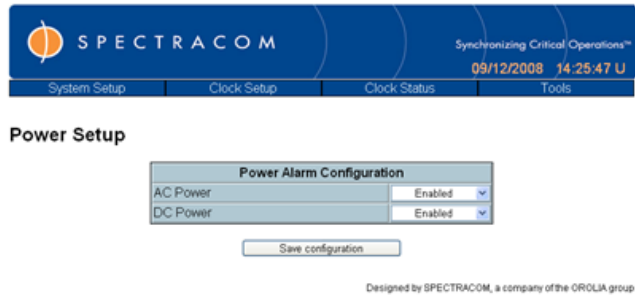 SPECTRACOM
Synchronizing Critical Operations™
09/12/2008 14:25:47 U
System Setup Clock Setup Clock Status Tools
Power Setup
Power Alarm Configuration
AC Power Enabled
DC Power Enabled
Save configuration
Designed by SPECTRACOM, a company of the OROLIA group